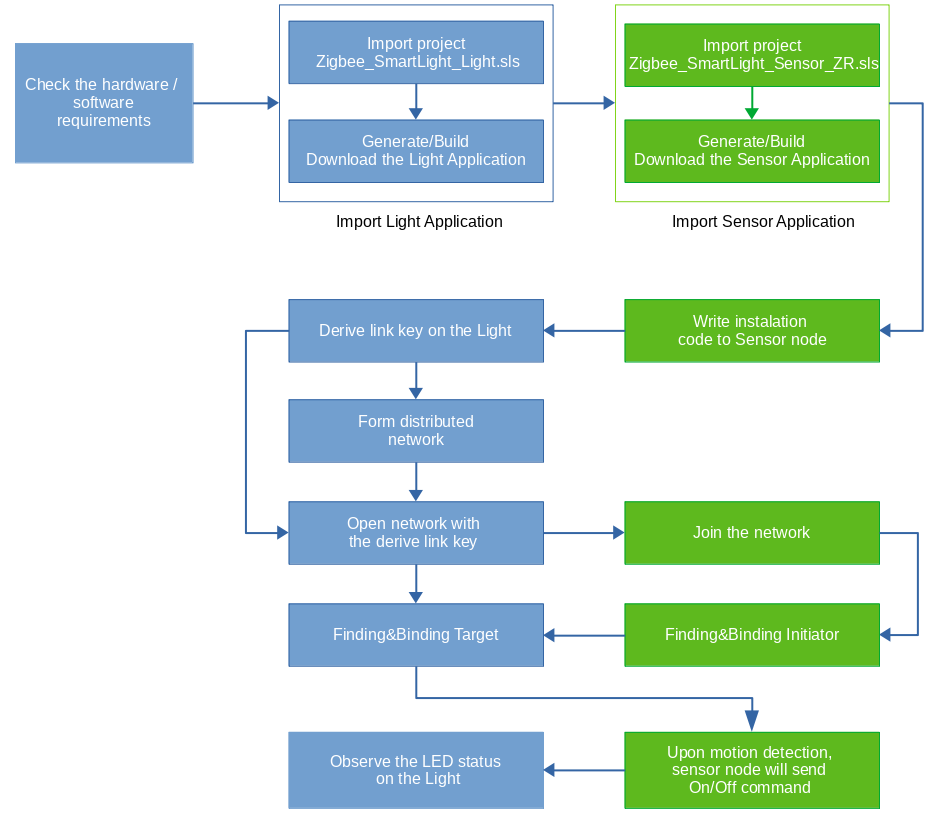 Check the hardware /
software
requirements
Import project
Zigbee_SmartLight_Light.sls
Generate/Build
Download the Light Application
Import Light Application
Import project
Zigbee_SmartLight_Sensor_ZR.sls
Generate/Build
Download the Sensor Application
Import Sensor Application
Write instalation
code to Sensor node
Derive link key on the Light
Form distributed
network
Open network with
the derive link key
Join the network
Finding&Binding Initiator
Finding&Binding Target
Upon motion detection,
sensor node will send
On/Off command
Observe the LED status
on the Light